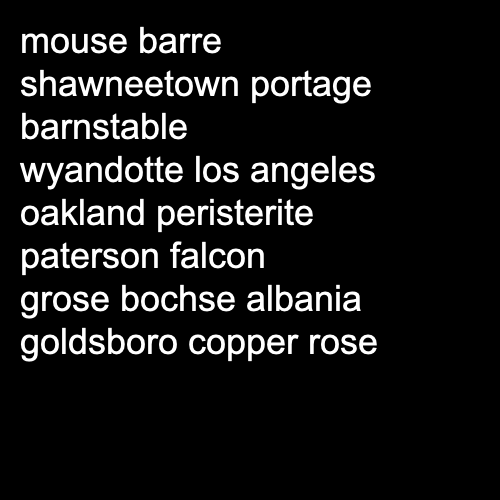 mouse barre
shawneetown portage
barnstable
wyandotte los angeles
oakland peristerite
paterson falcon
grose bochse albania
goldsboro copper rose